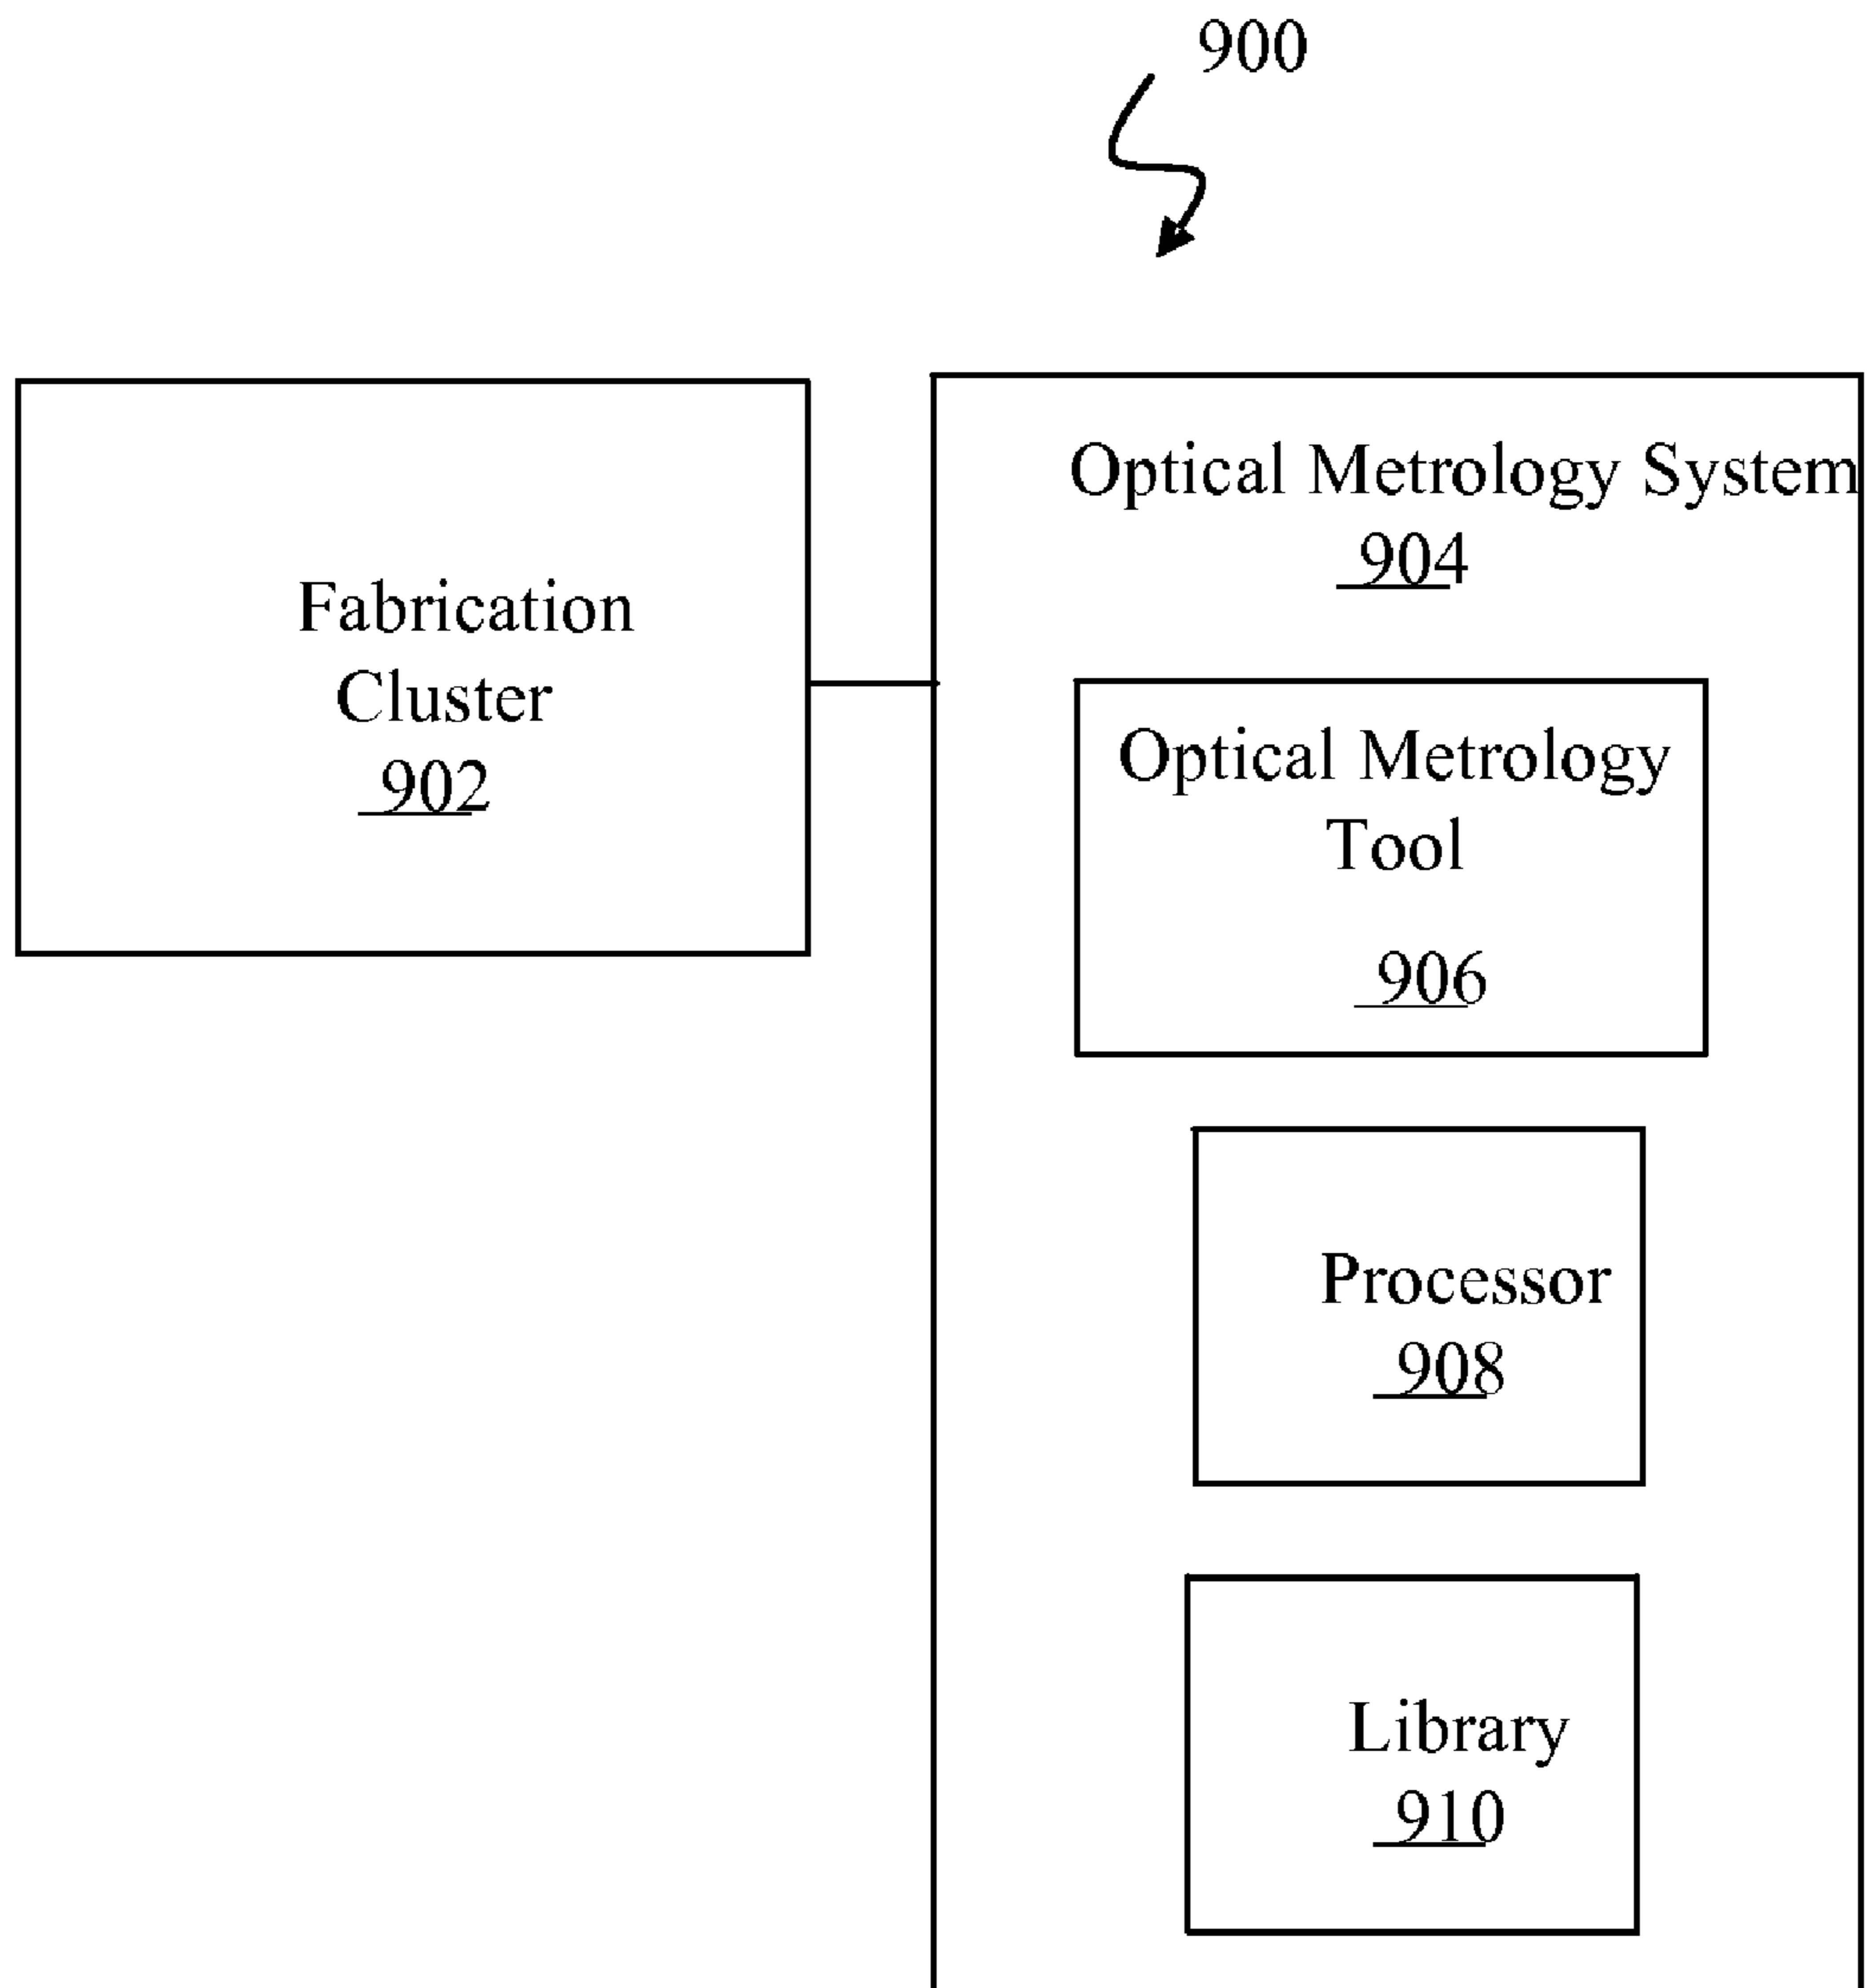 900
Fabrication
Cluster
902
Optical Metrology System
904
Optical Metrology
Tool
906
Processor
908
Library
910